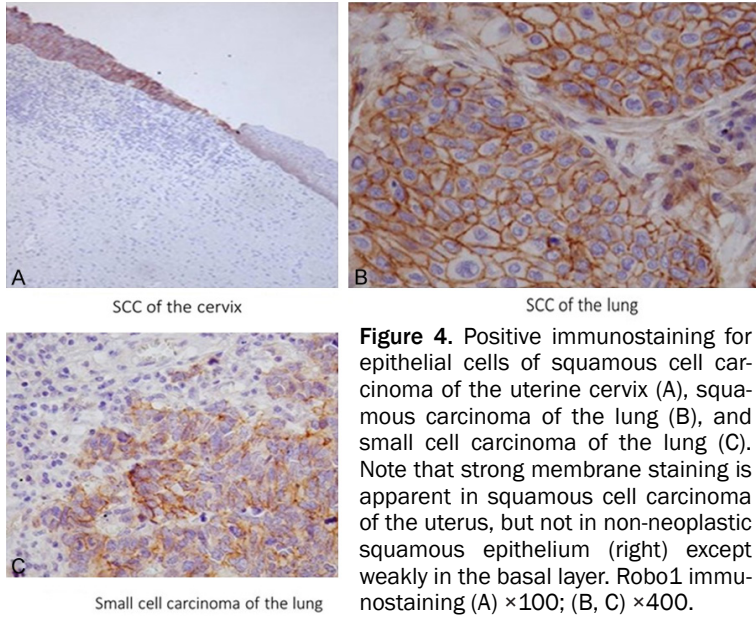 A
B
SCC of the cervix
SCC of the lung
C
Small cell carcinoma of the lung
Figure 4. Positive immunostaining for
epithelial cells of squamous cell car-
cinoma of the uterine cervix (A), squa-
mous carcinoma of the lung (B), and
small cell carcinoma of the lung (C).
Note that strong membrane staining is
apparent in squamous cell carcinoma
of the uterus, but not in non-neoplastic
squamous epithelium (right) except
weakly in the basal layer. Robo1 immu-
nostaining (A) ×100; (B, C) ×400.